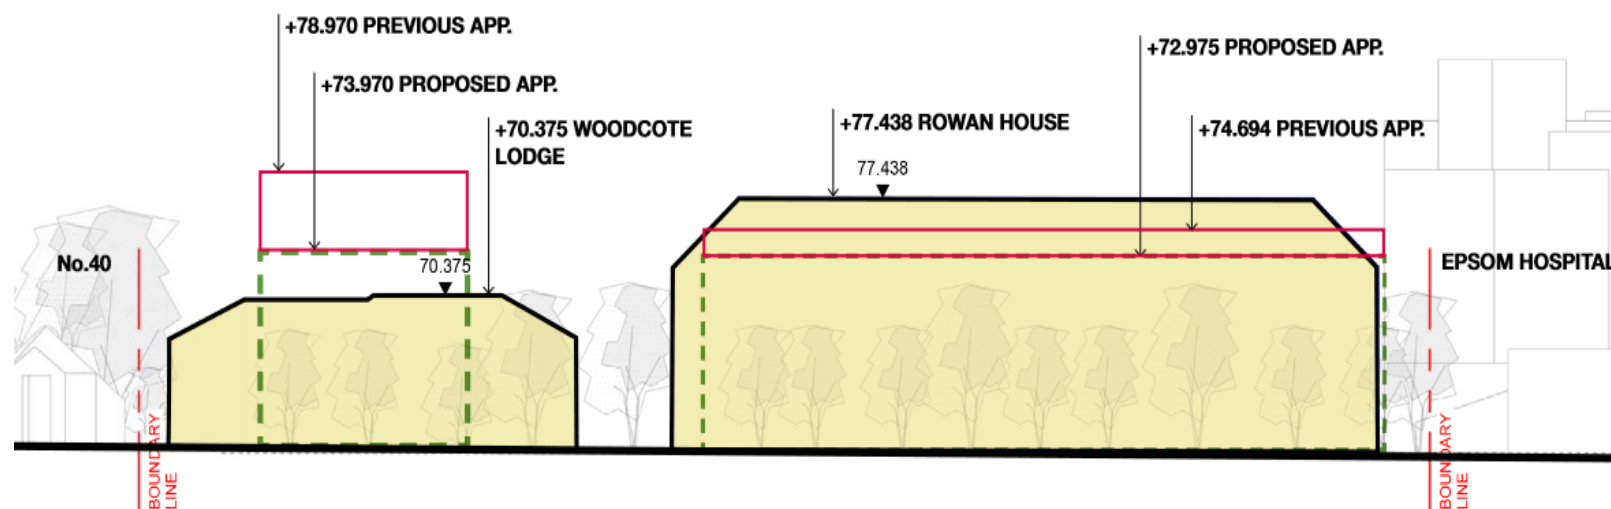 +78.970 PREVIOUS APP.
+73.970 PROPOSED APP.
+70.375 WOODCOTE
LODGE
+72.975 PROPOSED APP.
+77.438 ROWAN HOUSE
+74.694 PREVIOUS APP.
77.438
No.40
70.375
EPSOM HOSPITAL
BOUNDARY
LINE
BOUNDARY
LINE